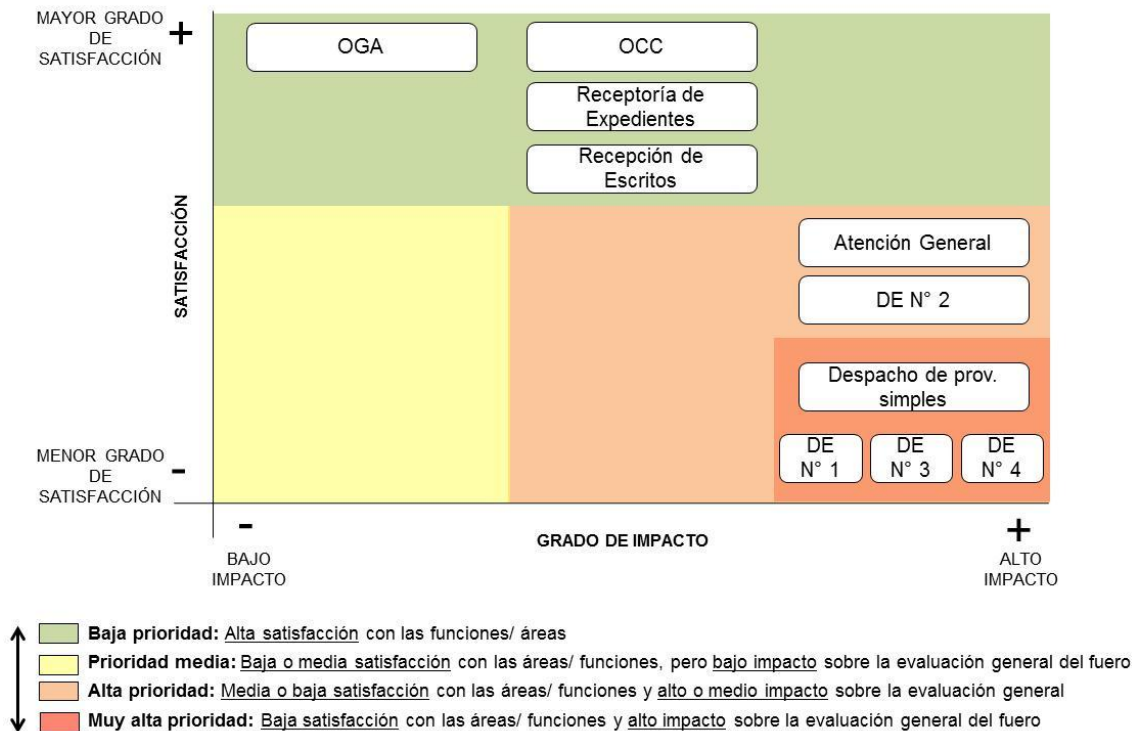 MAYOR GRADO
DE
SATISFACCIÓN
+
OGA
OCC
Receptoría de
Expedientes
Recepción de
Escritos
SATISFACCIÓN
Atención General
DE N° 2
Despacho de prov.
simples
DE
N° 1
DE
N° 3
DE
N° 4
MENOR GRADO
DE
SATISFACCIÓN
-
-
BAJO
IMPACTO
GRADO DE IMPACTO
+
ALTO
IMPACTO
Baja prioridad: Alta satisfacción con las funciones/ áreas
Prioridad media: Baja o media satisfacción con las áreas/ funciones, pero bajo impacto sobre la evaluación general del fuero
Alta prioridad: Media o baja satisfacción con las áreas/ funciones y alto o medio impacto sobre la evaluación general
Muy alta prioridad: Baja satisfacción con las áreas/ funciones y alto impacto sobre la evaluación general del fuero